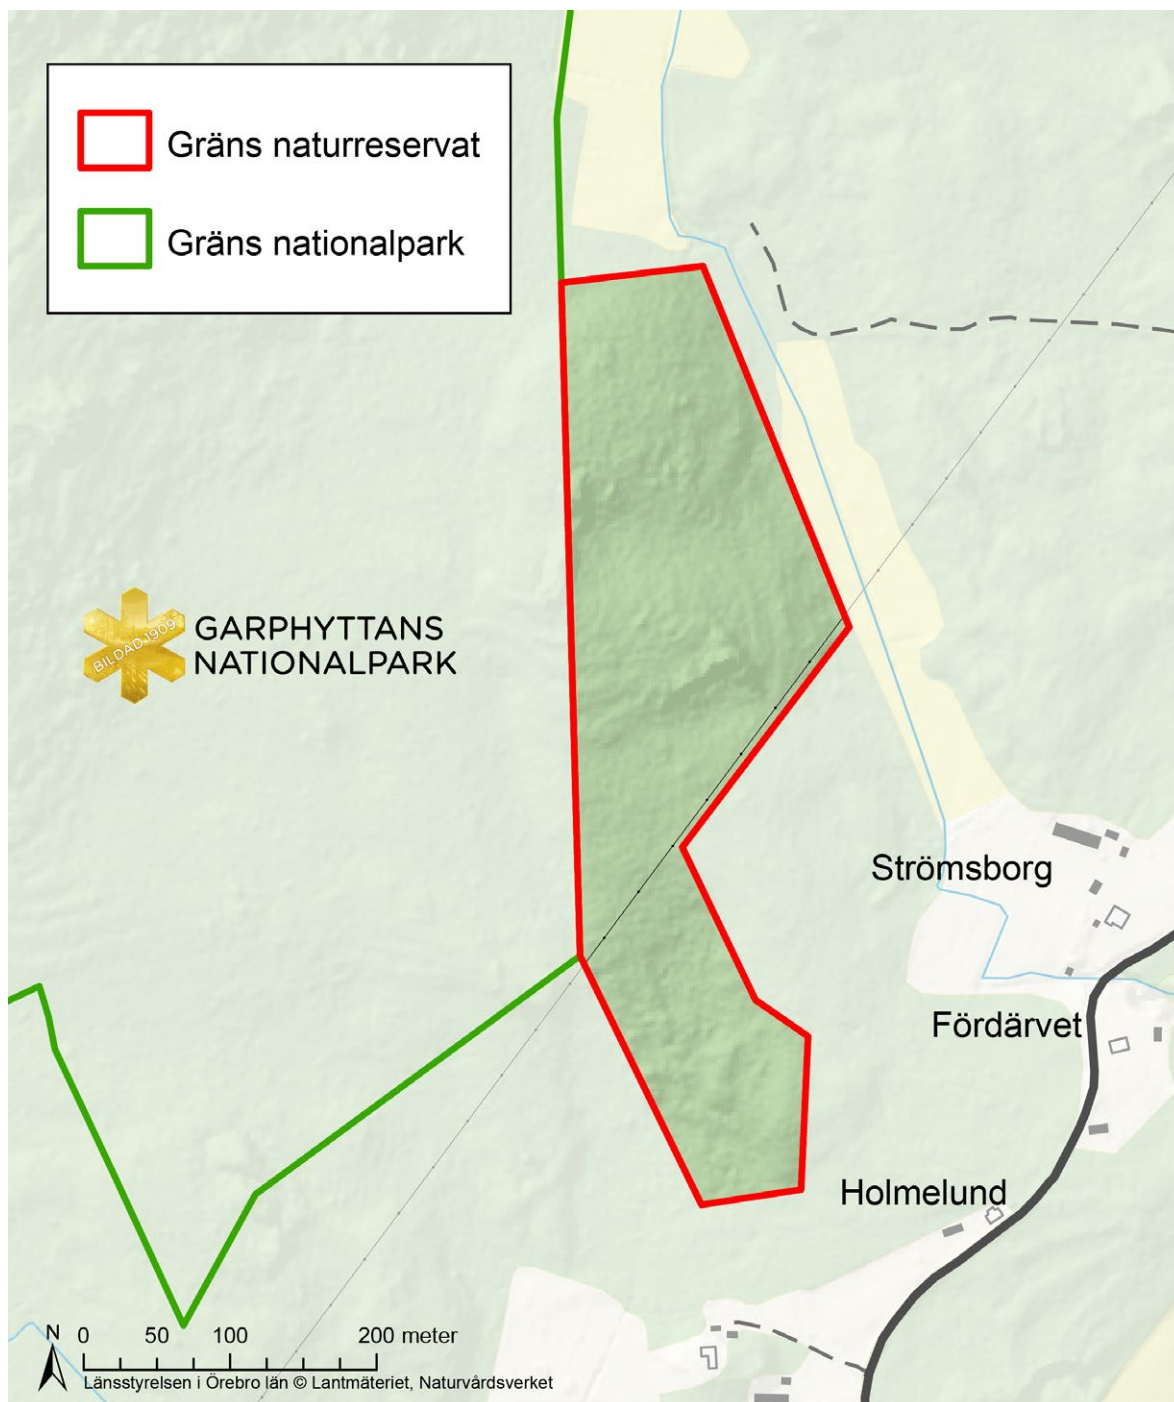 Gräns naturreservat
Gräns nationalpark
BILDAD 1909
GARPHYTTANS
NATIONALPARK
Strömsborg
Fördärvet
Holmelund
N 0 50 100 200 meter
Länsstyrelsen i Örebro län © Lantmäteriet, Naturvårdsverket